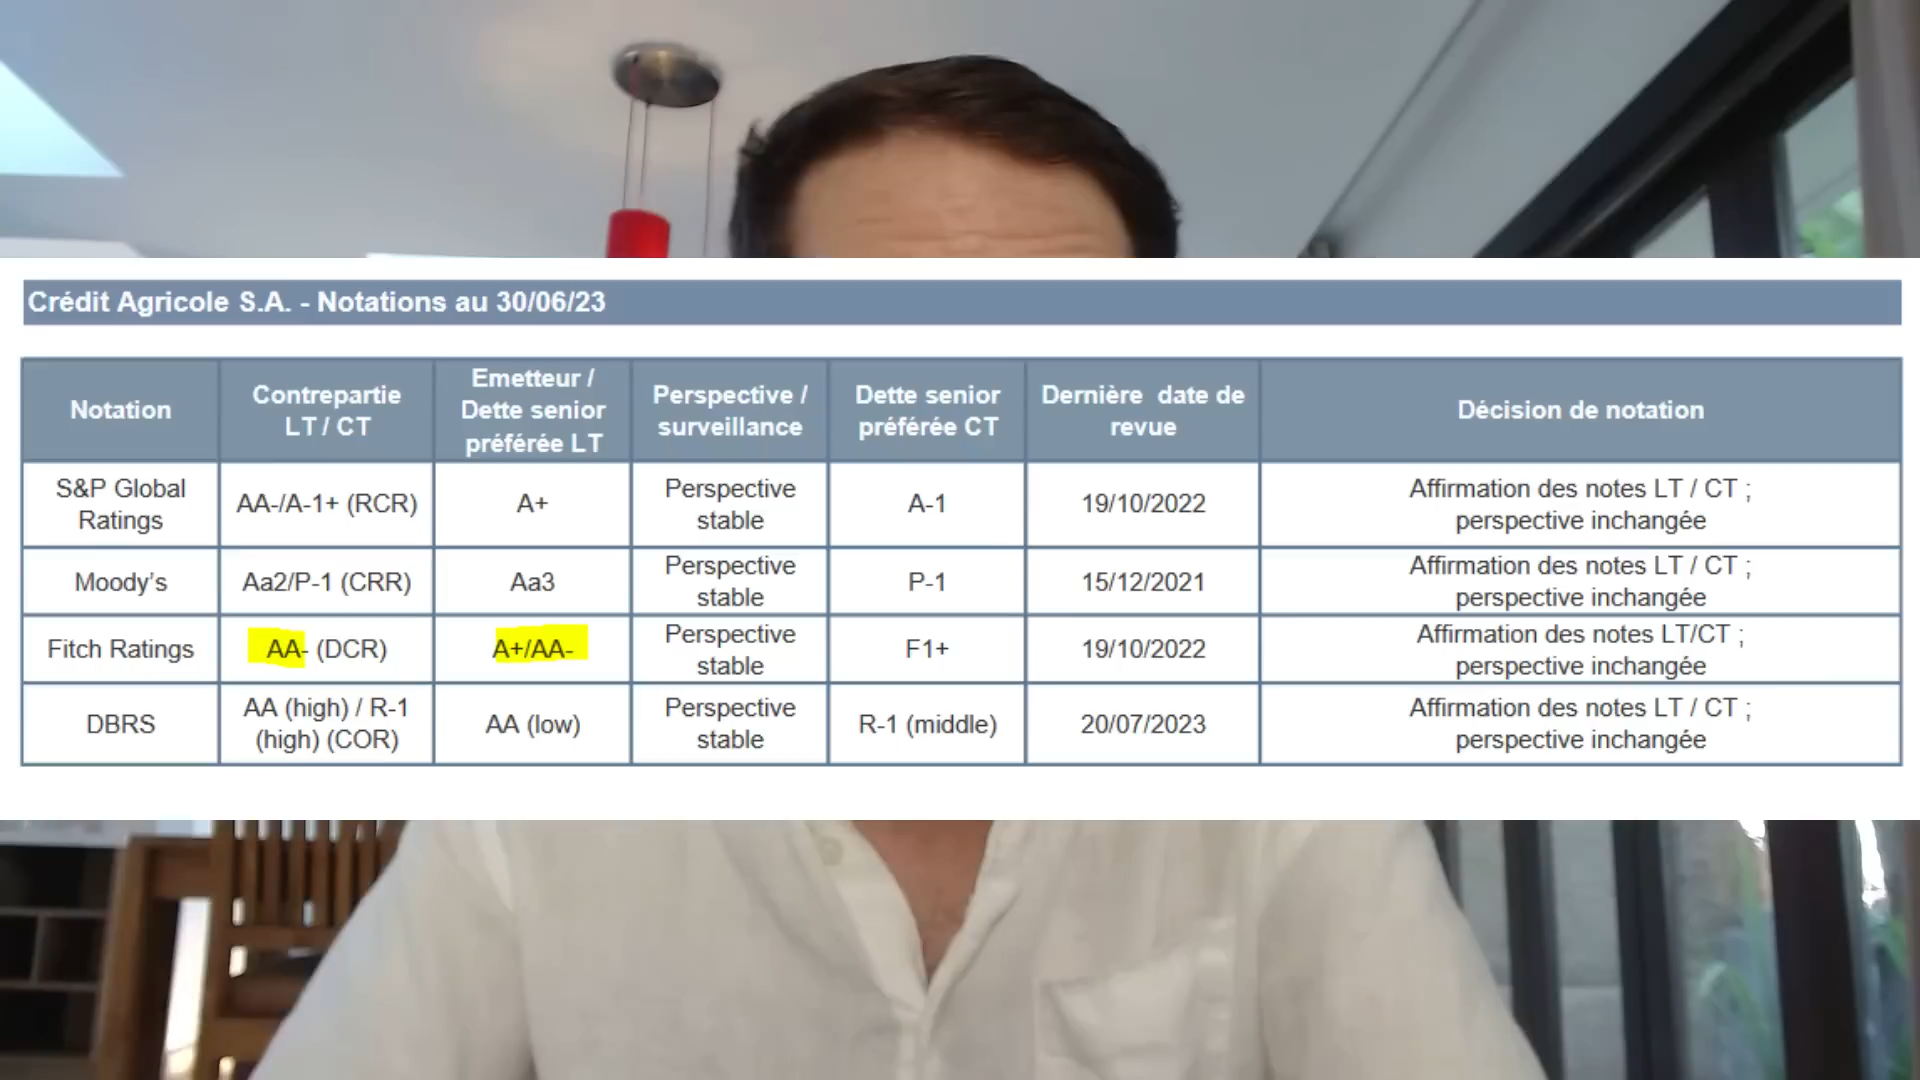 Crédit Agricole S.A. - Notations au 30/06/23
Notation
Contrepartie
LT / CT
Emetteur /
Dette senior
préférée LT
Perspective /
surveillance
Dette senior
préférée CT
Dernière date de
revue
Décision de notation
S&P Global
Ratings
AA-/A-1+ (RCR)
A+
Perspective
stable
A-1
19/10/2022
Affirmation des notes LT / CT ;
perspective inchangée
Moody’s
Aa2/P-1 (CRR)
Aa3
Perspective
stable
P-1
15/12/2021
Affirmation des notes LT / CT ;
perspective inchangée
Fitch Ratings
AA- (DCR)
A+/AA-
Perspective
stable
F1+
19/10/2022
Affirmation des notes LT/CT ;
perspective inchangée
DBRS
AA (high) / R-1
(high) (COR)
AA (low)
Perspective
stable
R-1 (middle)
20/07/2023
Affirmation des notes LT / CT ;
perspective inchangée